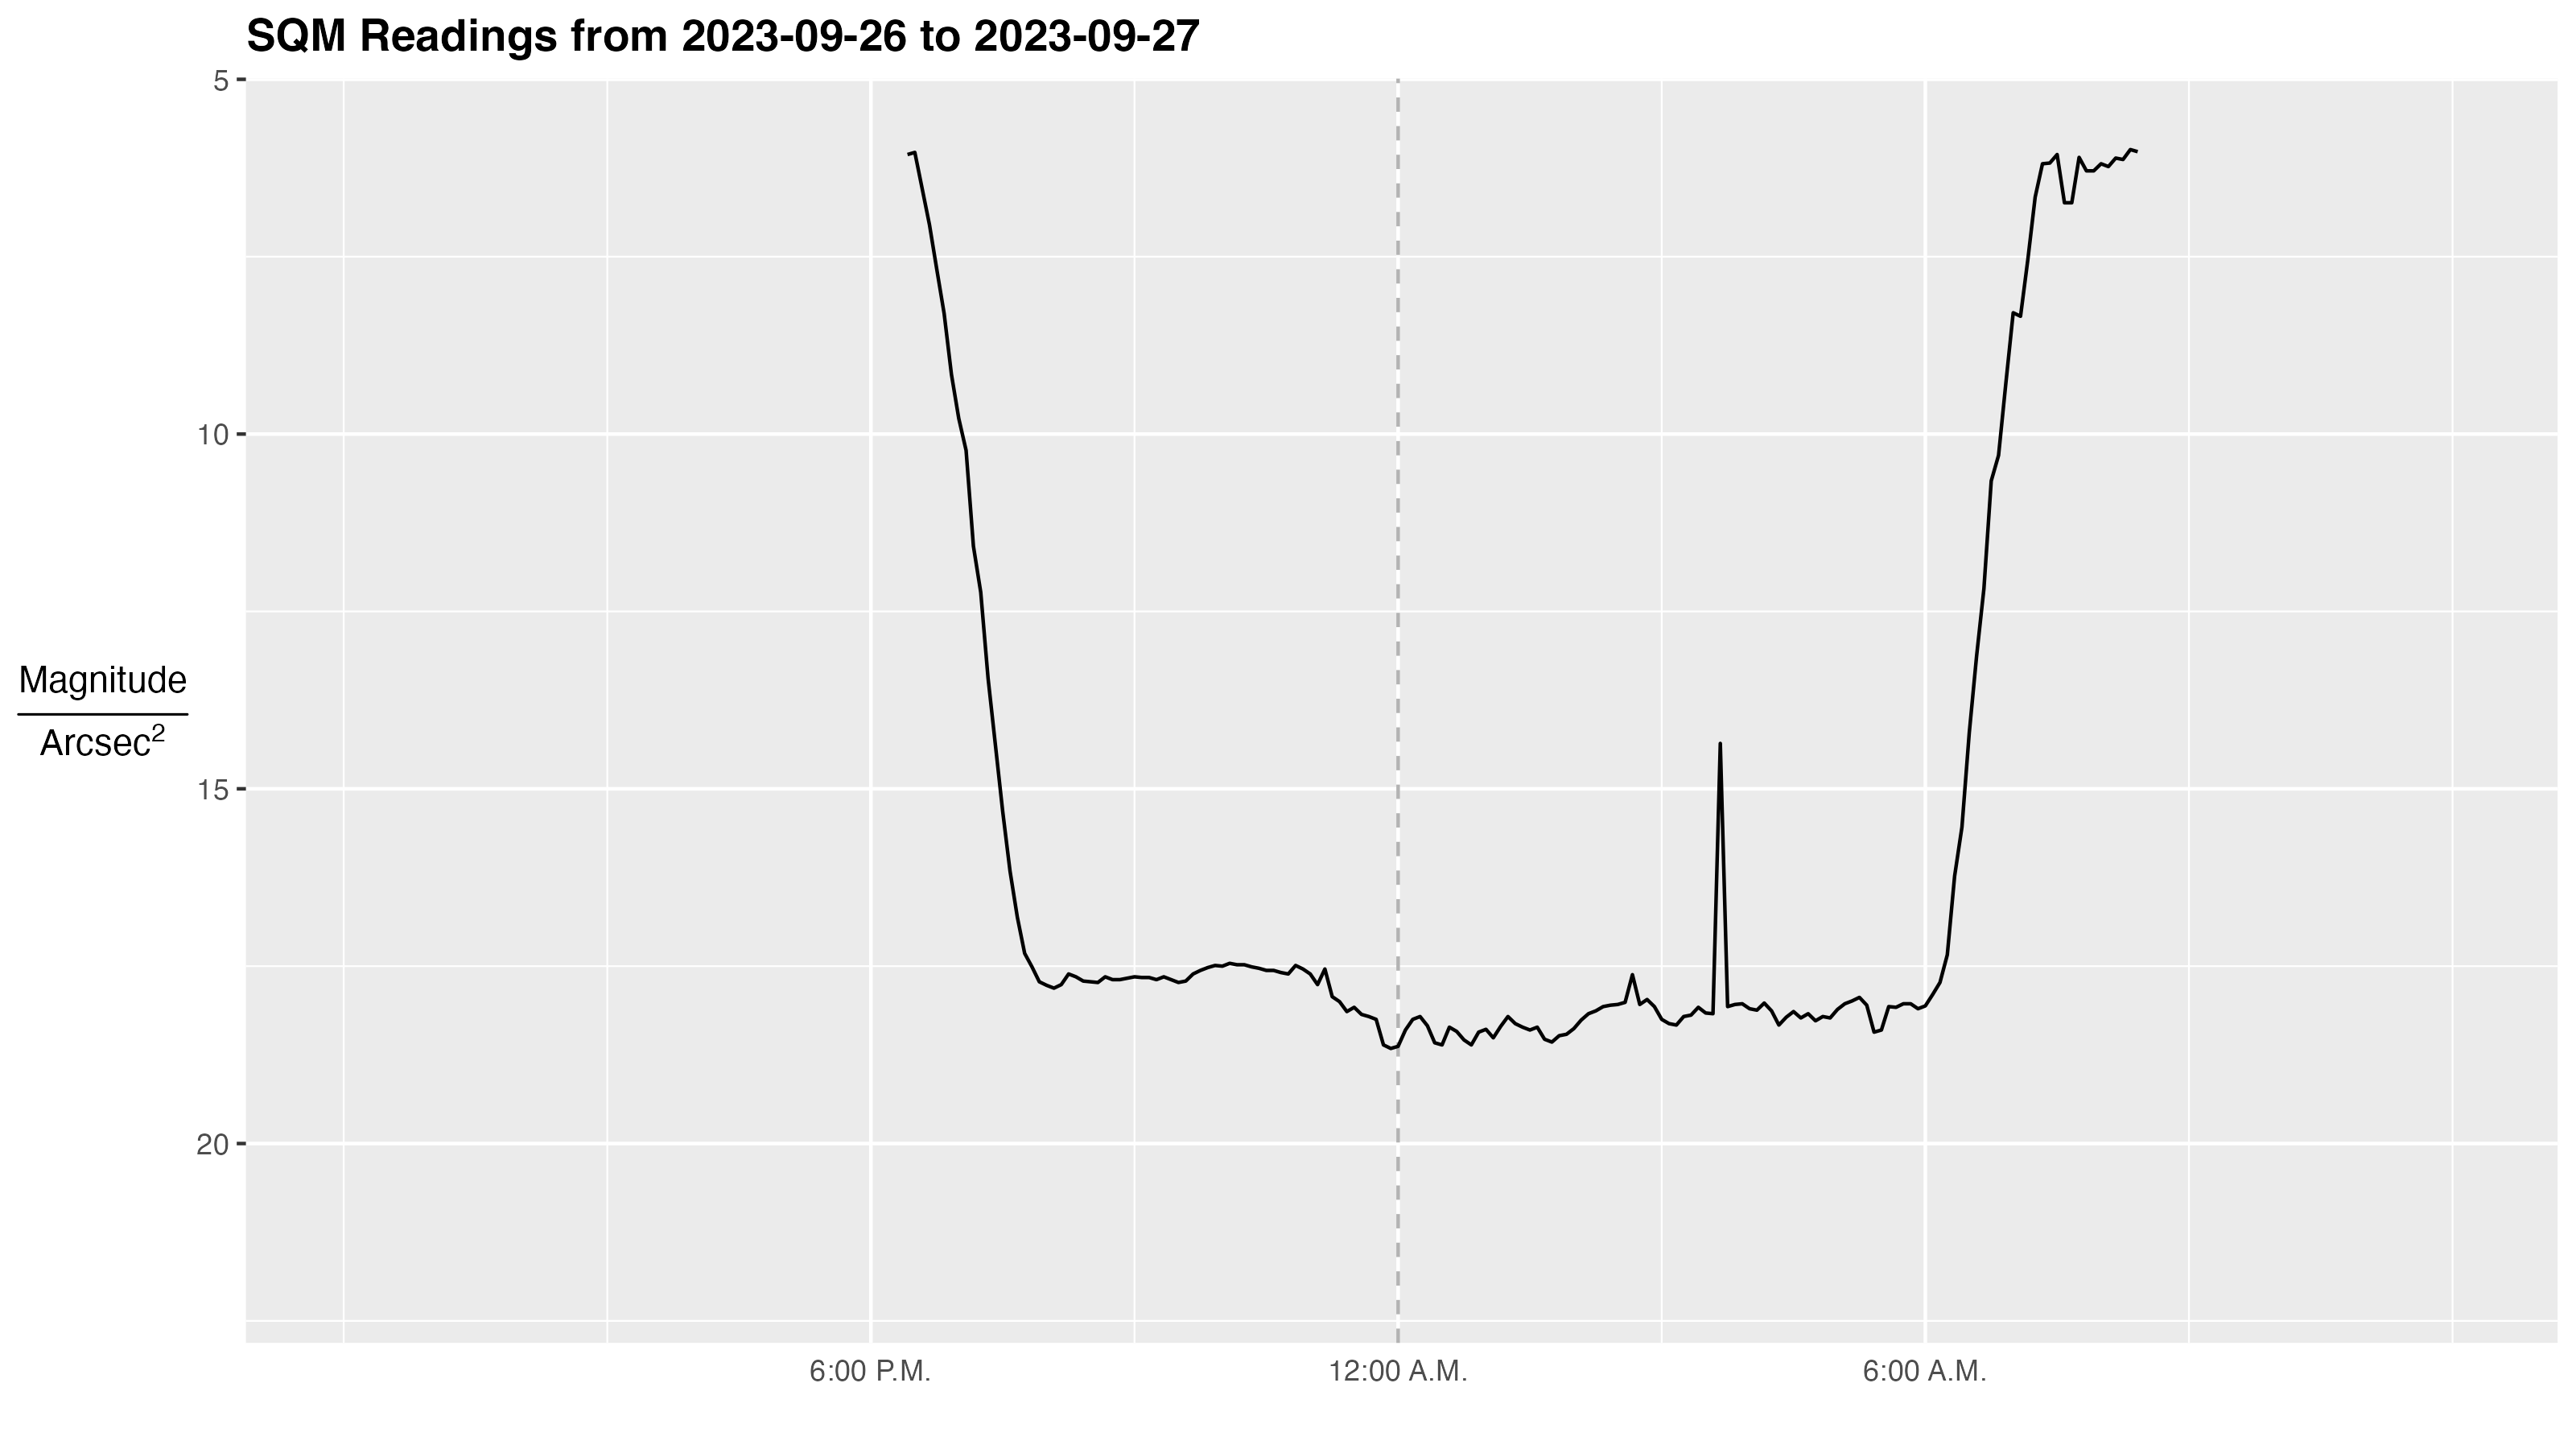 SQM Readings from 2023-09-26 to 2023-09-27
5
10
15
20
Magnitude
Arcsec²
6:00 P.M. 12:00 A.M. 6:00 A.M.